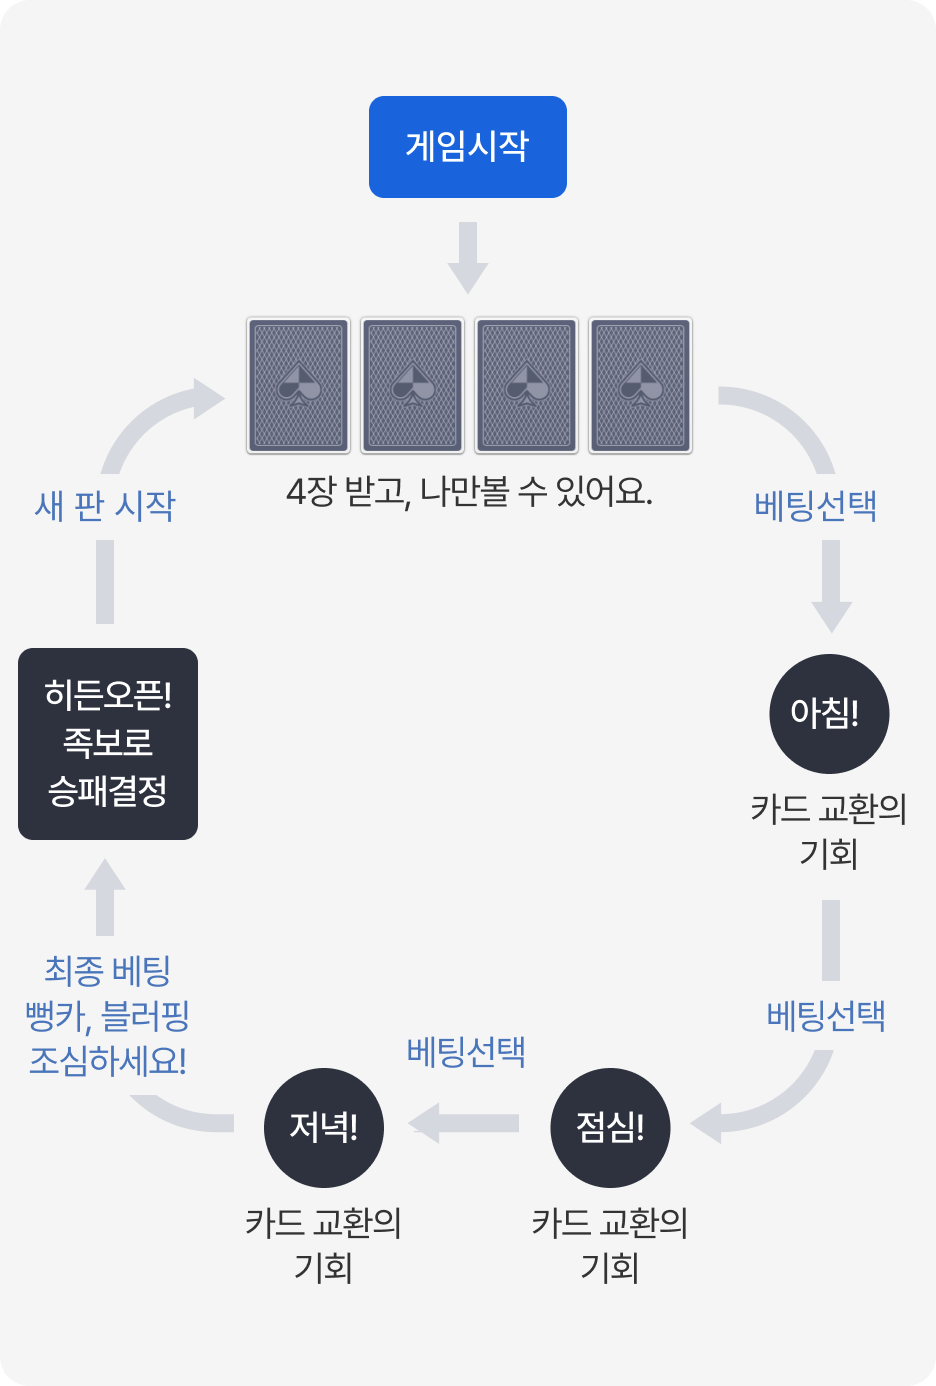 게임시작
4장 받고, 나만볼 수 있어요.
새 판 시작
베팅선택
히든오픈!
족보로
승패결정
아침!
카드 교환의
기회
최종 베팅
뻥카, 블러핑
조심하세요!
베팅선택
베팅선택
저녁!
점심!
카드 교환의
기회
카드 교환의
기회